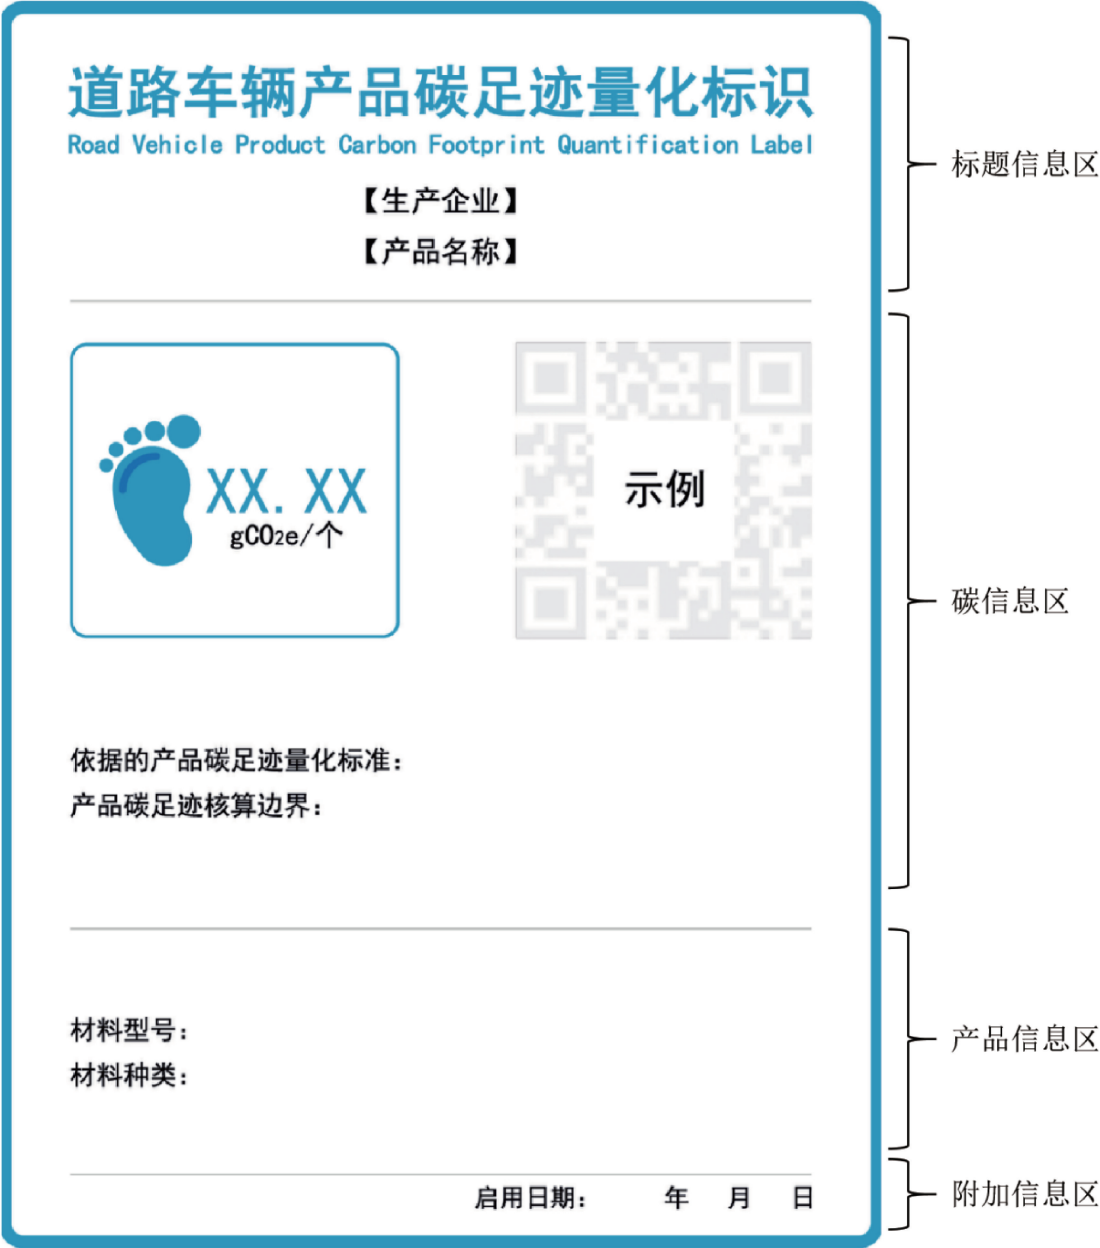 道路车辆产品碳足迹量化标识
Road Vehicle Product Carbon Footprint Quantification Label
【生产企业】
【产品名称】
标题信息区
XX. XX
gCO2e/个
示例
碳信息区
依据的产品碳足迹量化标准：
产品碳足迹核算边界：
材料型号：
材料种类：
产品信息区
启用日期： 年 月 日
附加信息区